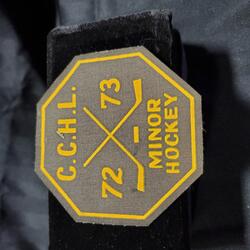 C.C.H.L.
72 73
MINOR
HOCKEY